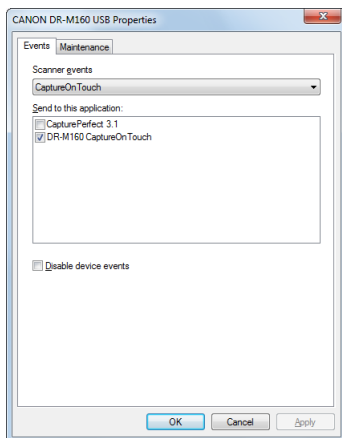 CANON DR-M160 USB Properties
Events Maintenance
Scanner events
CaptureOnTouch
Send to this application:
CapturePerfect 3.1
DR-M160 CaptureOnTouch
Disable device events
OK Cancel Apply